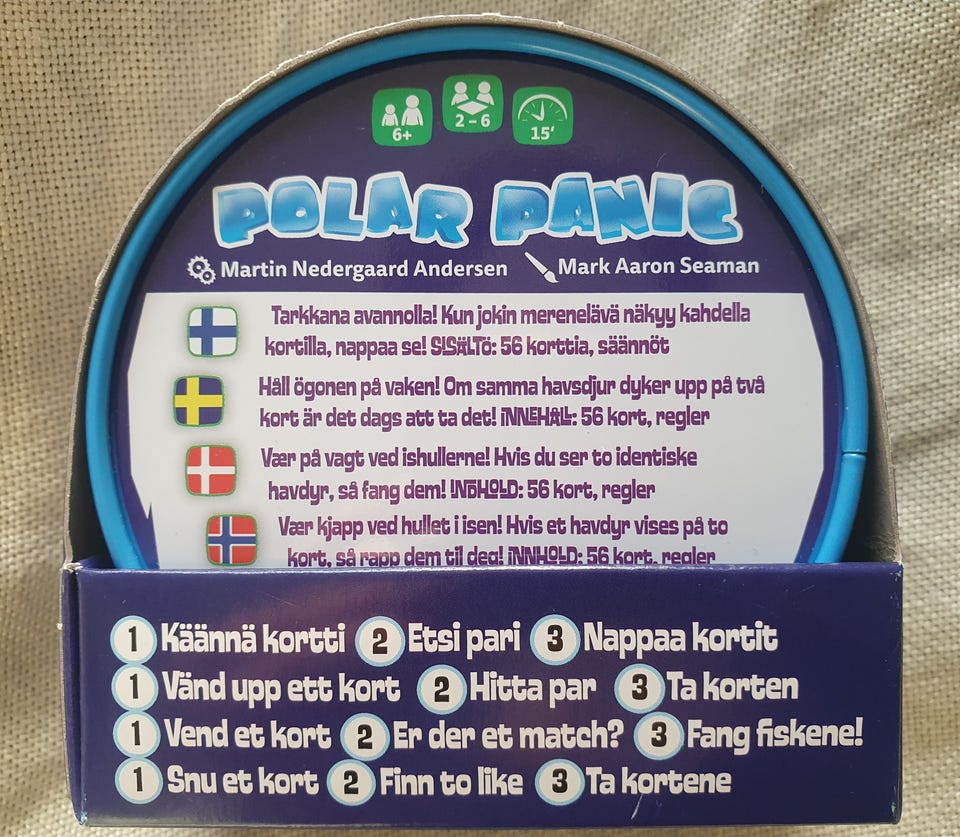 6+
2-6
15'
POLAR PANIC
Martin Nedergaard Andersen Mark Aaron Seaman
Tarkkana avannolla! Kun jokin merenelävä näkyy kahdella
kortilla, nappaa se! SISÄLTÖ: 56 korttia, säännöt
Håll ögonen på vaken! Om samma havsdjur dyker upp på två
kort är det dags att ta det! INNEHÅLL: 56 kort, regler
Vær på vagt ved ishullerne! Hvis du ser to identiske
havdyr, så fang dem! INDHOLD: 56 kort, regler
Vær kjapp ved hullet i isen! Hvis et havdyr vises på to
kort, så rapp dem til deg! INNHOLD: 56 kort, regler
1 Käännä kortti 2 Etsi pari 3 Nappaa kortit
1 Vänd upp ett kort 2 Hitta par 3 Ta korten
1 Vend et kort 2 Er der et match? 3 Fang fiskene!
1 Snu et kort 2 Finn to like 3 Ta kortene